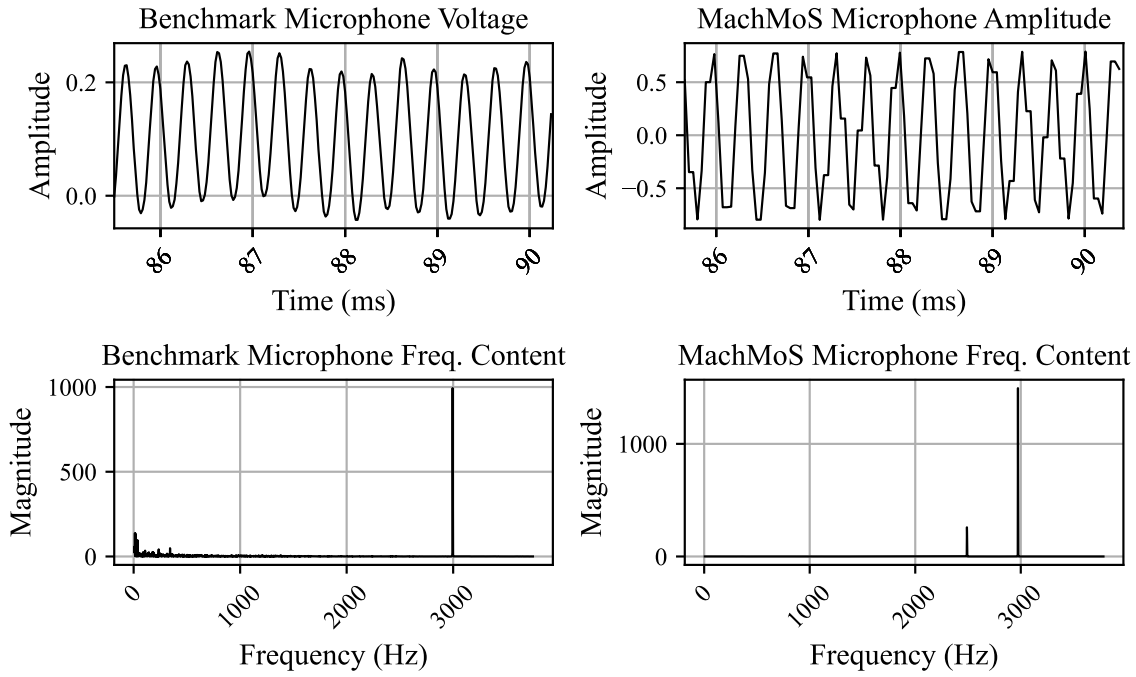 Benchmark Microphone Voltage
Amplitude
0.2
0.0
86
87
88
89
90
Time (ms)
MachMoS Microphone Amplitude
Amplitude
0.5
0.0
−0.5
86
87
88
89
90
Time (ms)
Benchmark Microphone Freq. Content
Magnitude
1000
500
0
0
1000
2000
3000
Frequency (Hz)
MachMoS Microphone Freq. Content
Magnitude
1000
0
0
1000
2000
3000
Frequency (Hz)